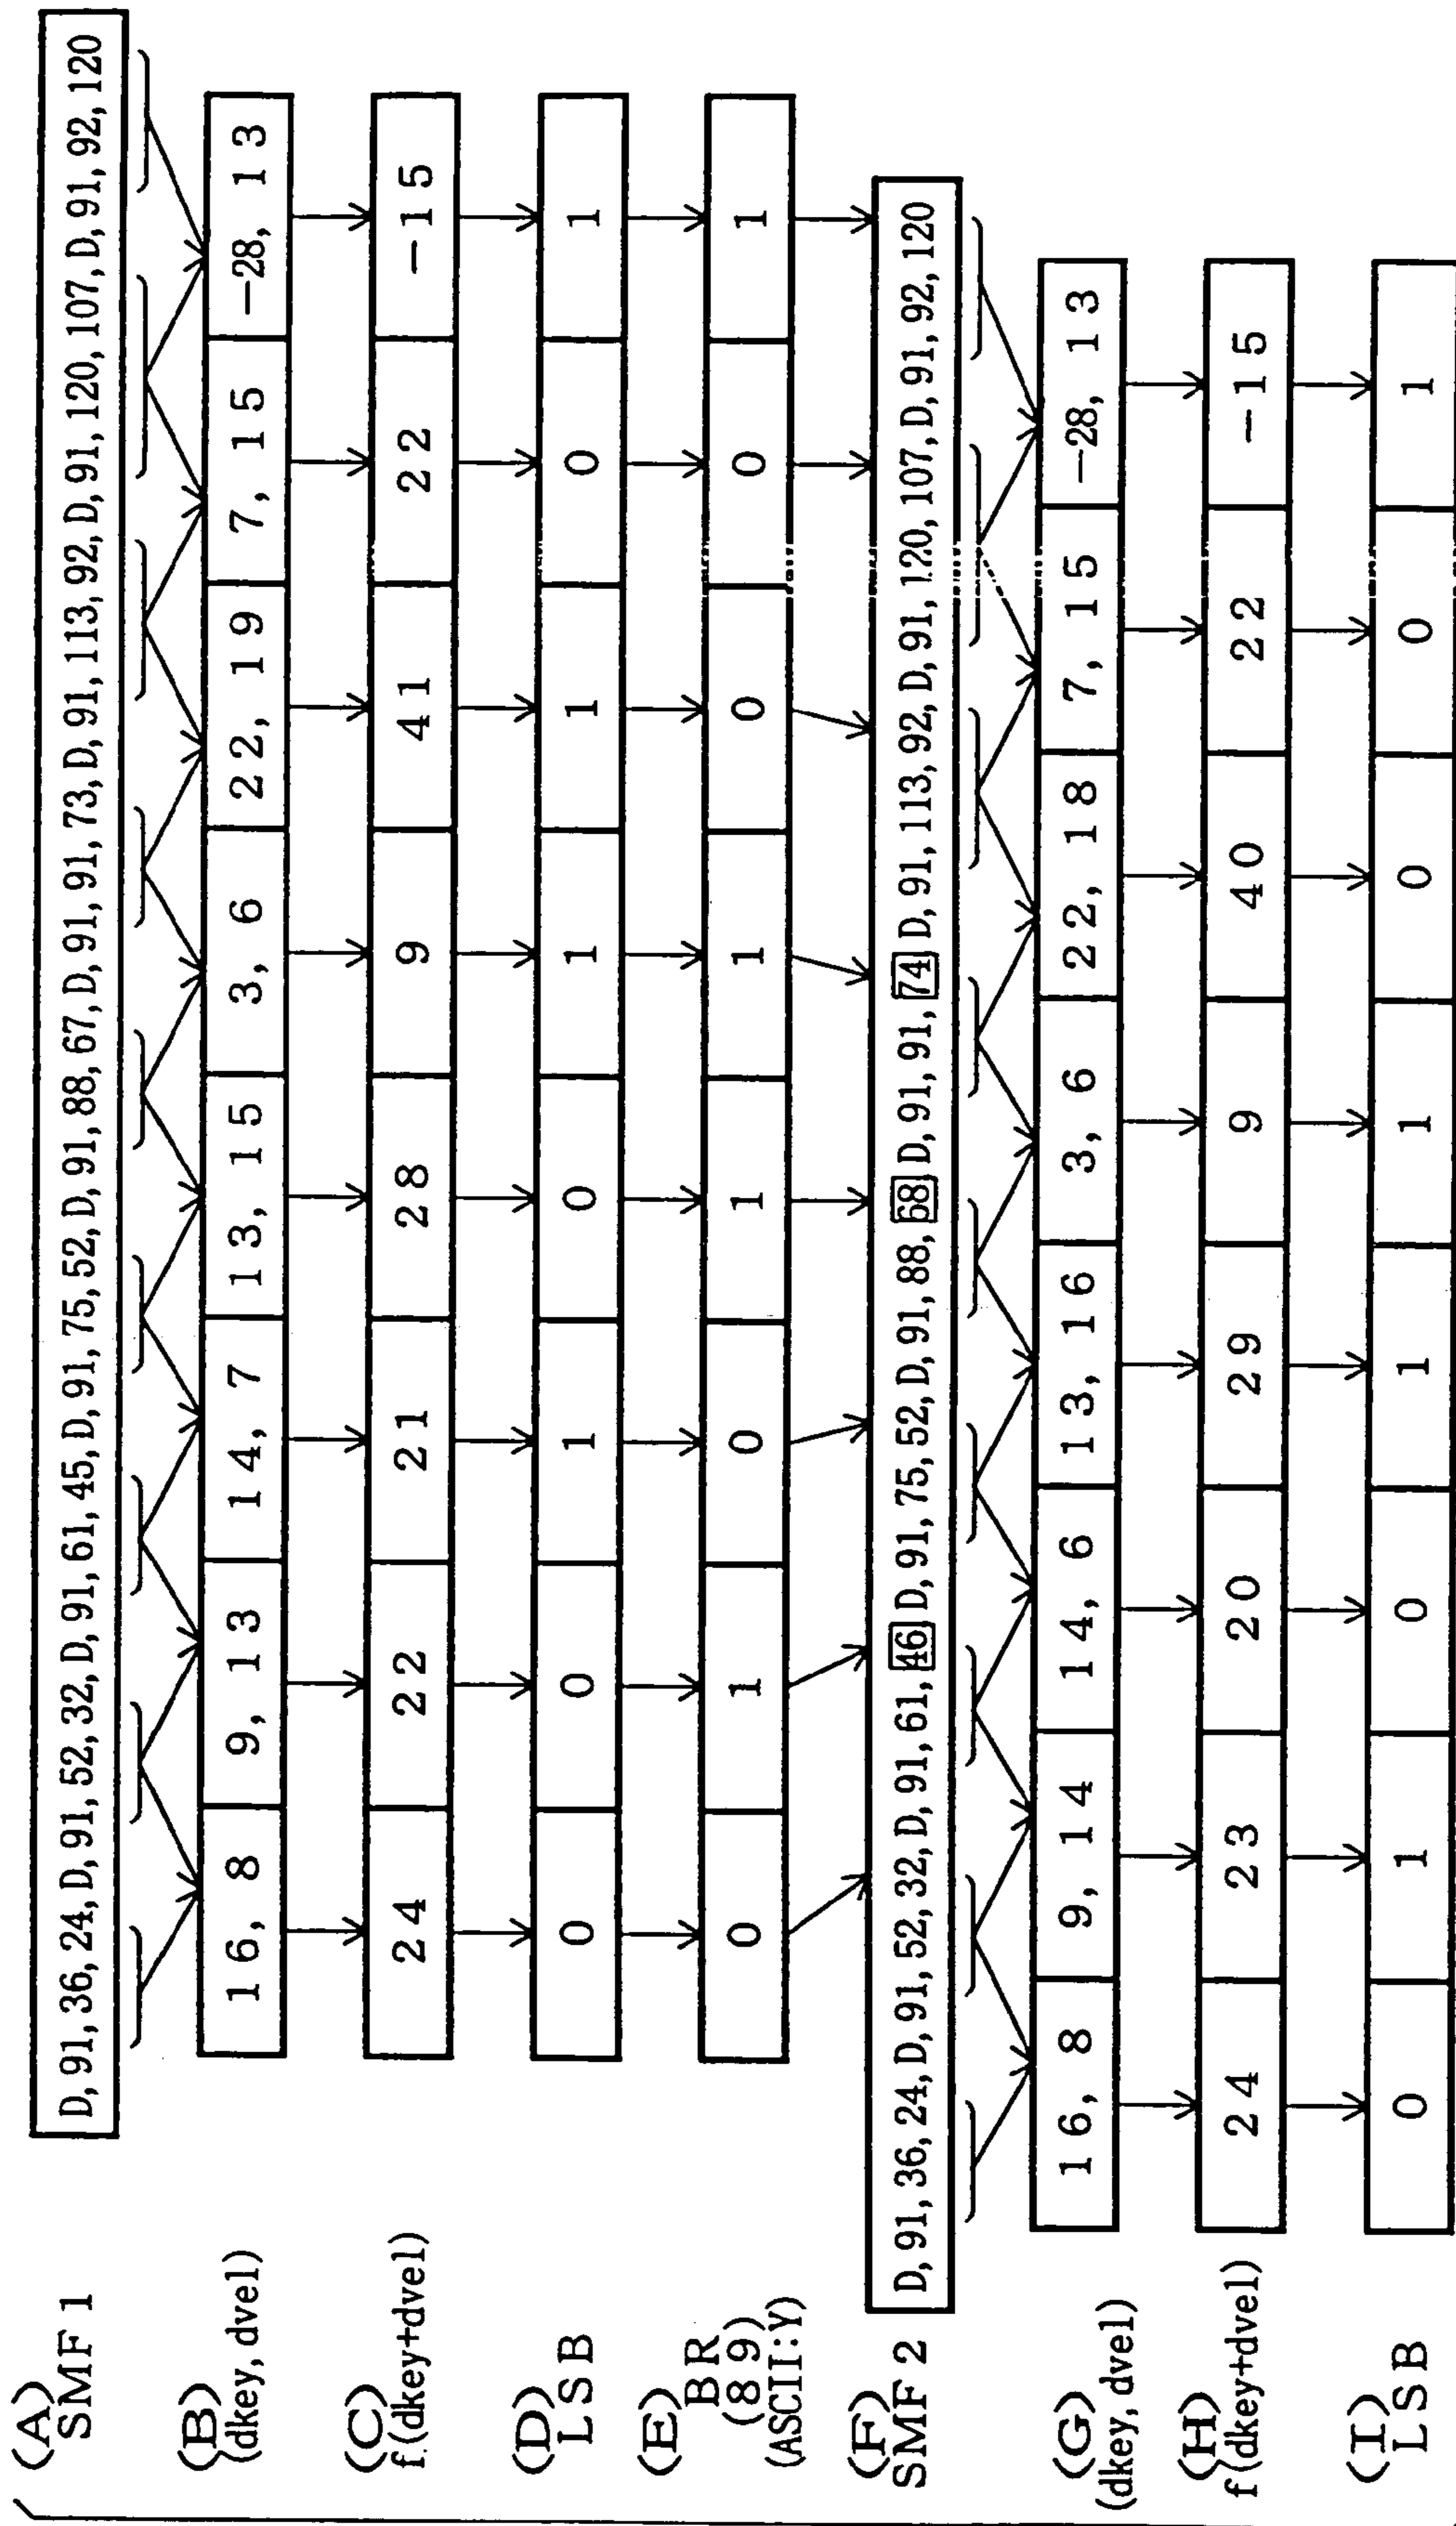 (A)
SMF 1
D, 91, 36, 24, D, 91, 52, 32, D, 91, 61, 45, D, 91, 75, 52, D, 91, 88, 67, D, 91, 91, 73, D, 91, 113, 92, D, 91, 120, 107, D, 91, 92, 120
(B)
(dkey, dvel)
16, 8
9, 13
14, 7
13, 15
3, 6
22, 19
7, 15
-28, 13
(C)
f.(dkey+dvel)
24
22
21
28
9
41
22
-15
(D)
LSB
0
0
1
0
1
1
0
1
(E)
BR
(89)
(ASCII:Y)
0
1
0
1
1
0
0
1
(F)
SMF 2
D, 91, 36, 24, D, 91, 52, 32, D, 91, 61, 46 D, 91, 75, 52, D, 91, 88, 68 D, 91, 91, 74 D, 91, 113, 92, D, 91, 120, 107, D, 91, 92, 120
(G)
(dkey, dvel)
16, 8
9, 14
14, 6
13, 16
3, 6
22, 18
7, 15
-28, 13
(H)
f(dkey+dvel)
24
23
20
29
9
40
22
-15
(I)
LSB
0
1
0
1
1
0
0
1